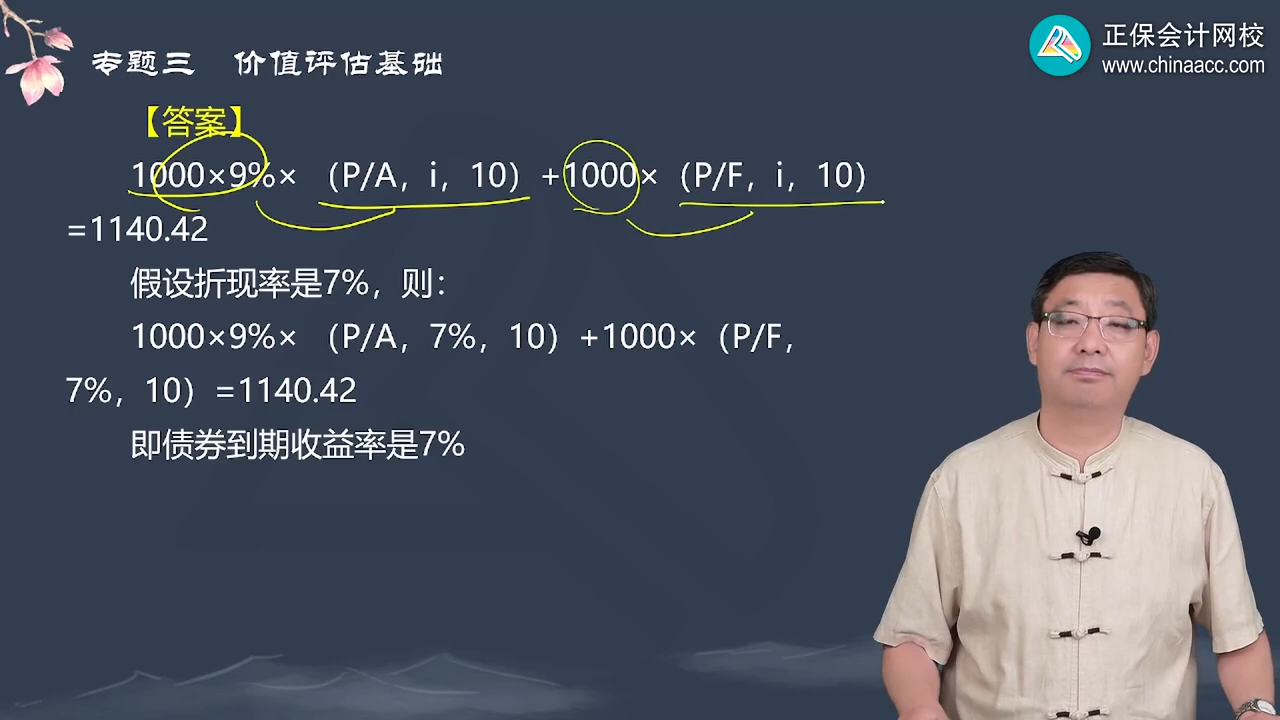 专题三 价值评估基础
正保会计网校
www.chinaacc.com
【答案】
1000×9%×（P/A，i，10）+1000×（P/F，i，10）
=1140.42
假设折现率是7%，则：
1000×9%×（P/A，7%，10）+1000×（P/F，
7%，10）=1140.42
即债券到期收益率是7%